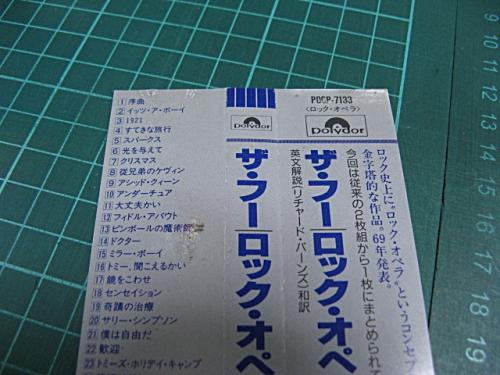 1 序曲
2 イッツ・ア・ボーイ
3 1921
4 すてきな旅行
5 スパークス
6 光を与えて
7 クリスマス
8 従兄弟のケヴィン
9 アシッド・クィーン
10 アンダーチュア
11 大丈夫かい
12 フィドル・アバウト
13 ピンボールの魔術師
14 ドクター
15 ミラー・ボーイ
16 トミー、聞こえるかい
17 鏡をこわせ
18 センセイション
19 奇蹟の治療
20 サリー・シンプソン
21 僕は自由だ
22 歓迎
23 トミーズ・ホリデイ・キャンプ
polydor
ザ・フー/ロック・オペ
POCP-7133
〈ロック・オペラ〉
polydor
ロック史上に“ロック・オペラ”というコンセプ
金字塔的な作品。69年発表。
今回は従来の2枚組から1枚にまとめられて
ザ・フー/ロック・オペ
英文解説(リチャード・バーンズ)和訳
9
10
11
12
13
14
15
16
17
18
19